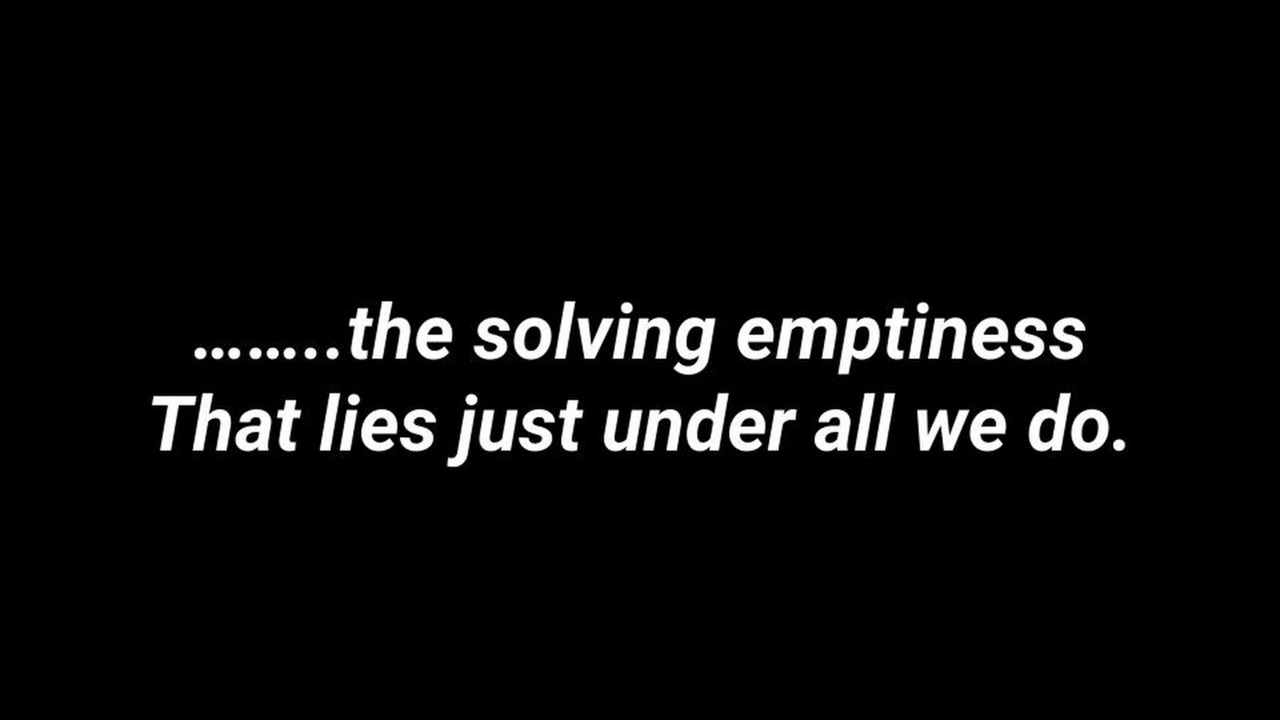 ……..the solving emptiness
That lies just under all we do.